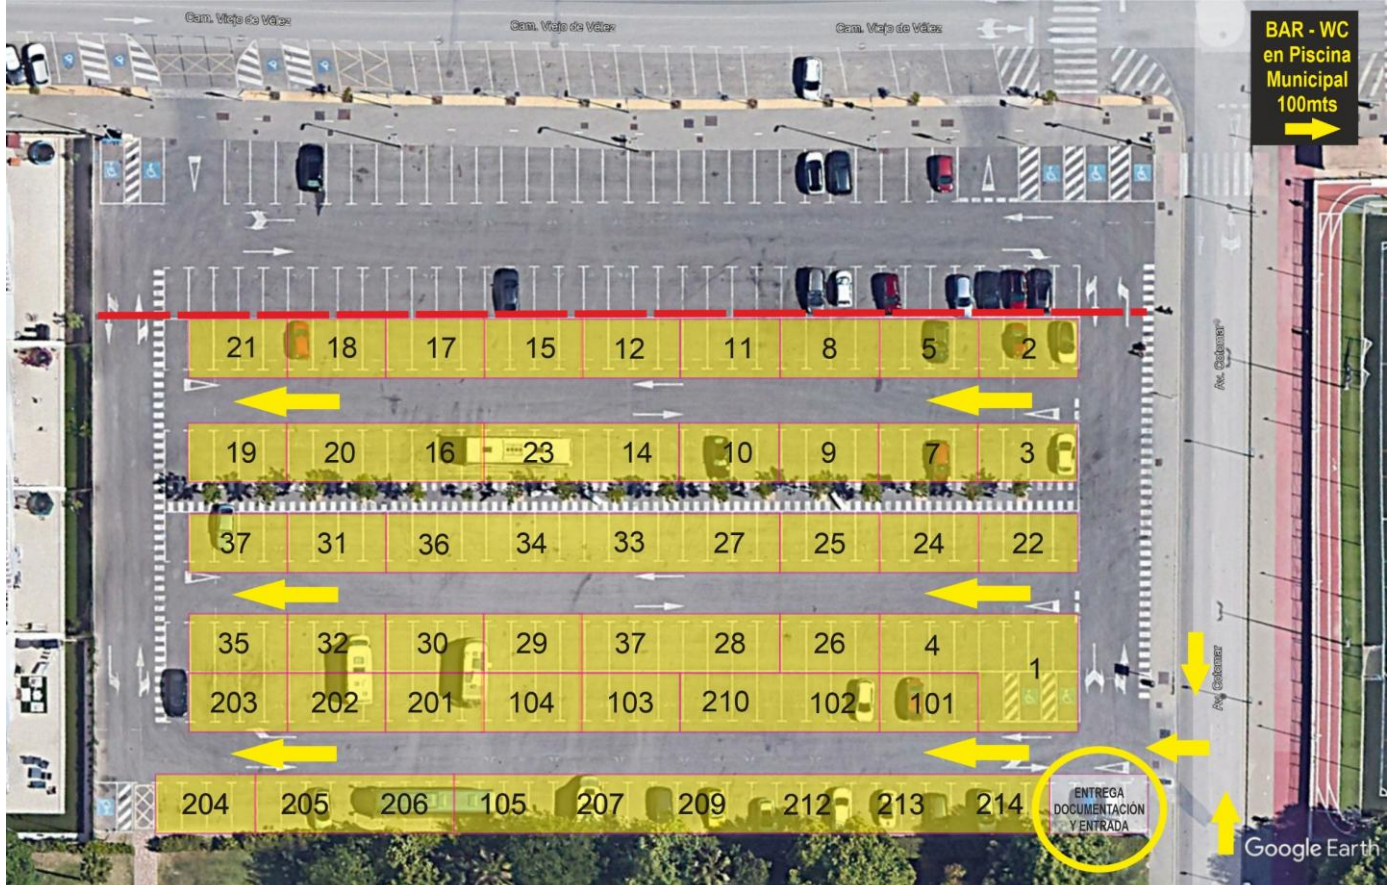 Cam. Viejo de Vélez
Cam. Viejo de Vélez
Cam. Viejo de Vélez
BAR - WC
en Piscina
Municipal
100mts
21 18 17 15 12 11 8 5 2
Av. Cotomar
19 20 16 23 14 10 9 7 3
37 31 36 34 33 27 25 24 22
35 32 30 29 37 28 26 4
1
Av. Cotomar
203 202 201 104 103 210 102 101
204 205 206 105 207 209 212 213 214
ENTREGA
DOCUMENTACIÓN
Y ENTRADA
Google Earth